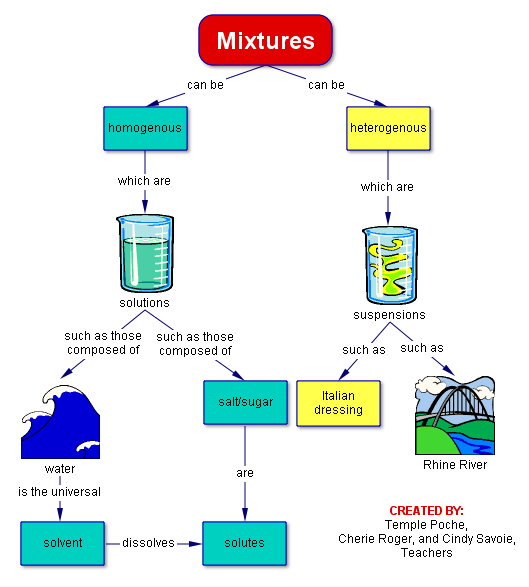 Mixtures
can be
can be
homogenous
heterogenous
which are
which are
solutions
suspensions
such as those
composed of
such as those
composed of
such as
such as
salt/sugar
Italian
dressing
water
Rhine River
is the universal
are
solvent
dissolves
solutes
CREATED BY:
Temple Poche,
Cherie Roger, and Cindy Savoie,
Teachers